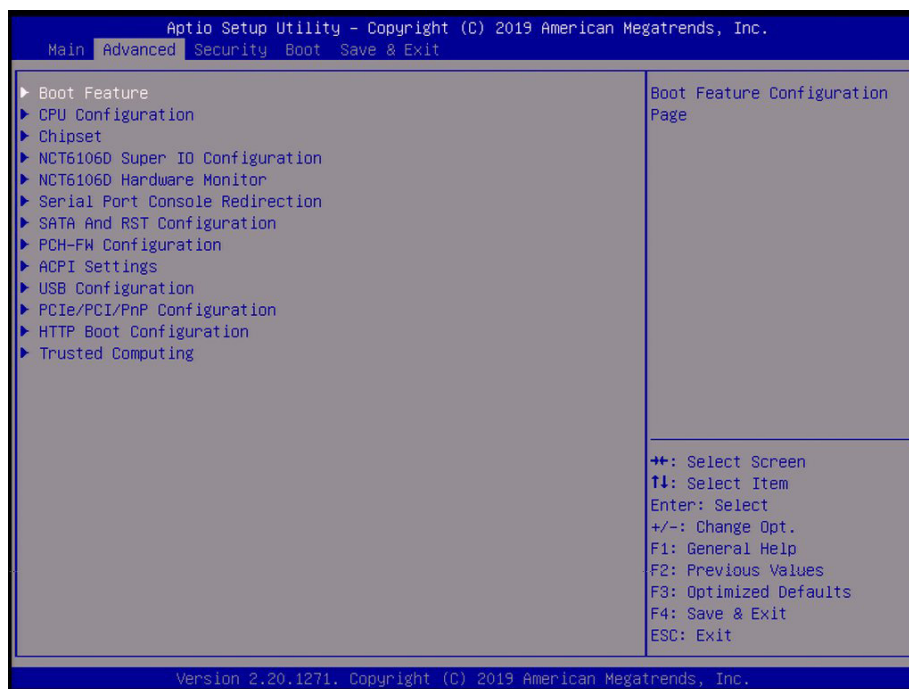 Aptio Setup Utility – Copyright (C) 2019 American Megatrends, Inc.
Main Advanced Security Boot Save & Exit
▶ Boot Feature
▶ CPU Configuration
▶ Chipset
▶ NCT6106D Super IO Configuration
▶ NCT6106D Hardware Monitor
▶ Serial Port Console Redirection
▶ SATA And RST Configuration
▶ PCH-FW Configuration
▶ ACPI Settings
▶ USB Configuration
▶ PCIe/PCI/PnP Configuration
▶ HTTP Boot Configuration
▶ Trusted Computing
Boot Feature Configuration
Page
→←: Select Screen
↑↓: Select Item
Enter: Select
+/-: Change Opt.
F1: General Help
F2: Previous Values
F3: Optimized Defaults
F4: Save & Exit
ESC: Exit
Version 2.20.1271. Copyright (C) 2019 American Megatrends, Inc.